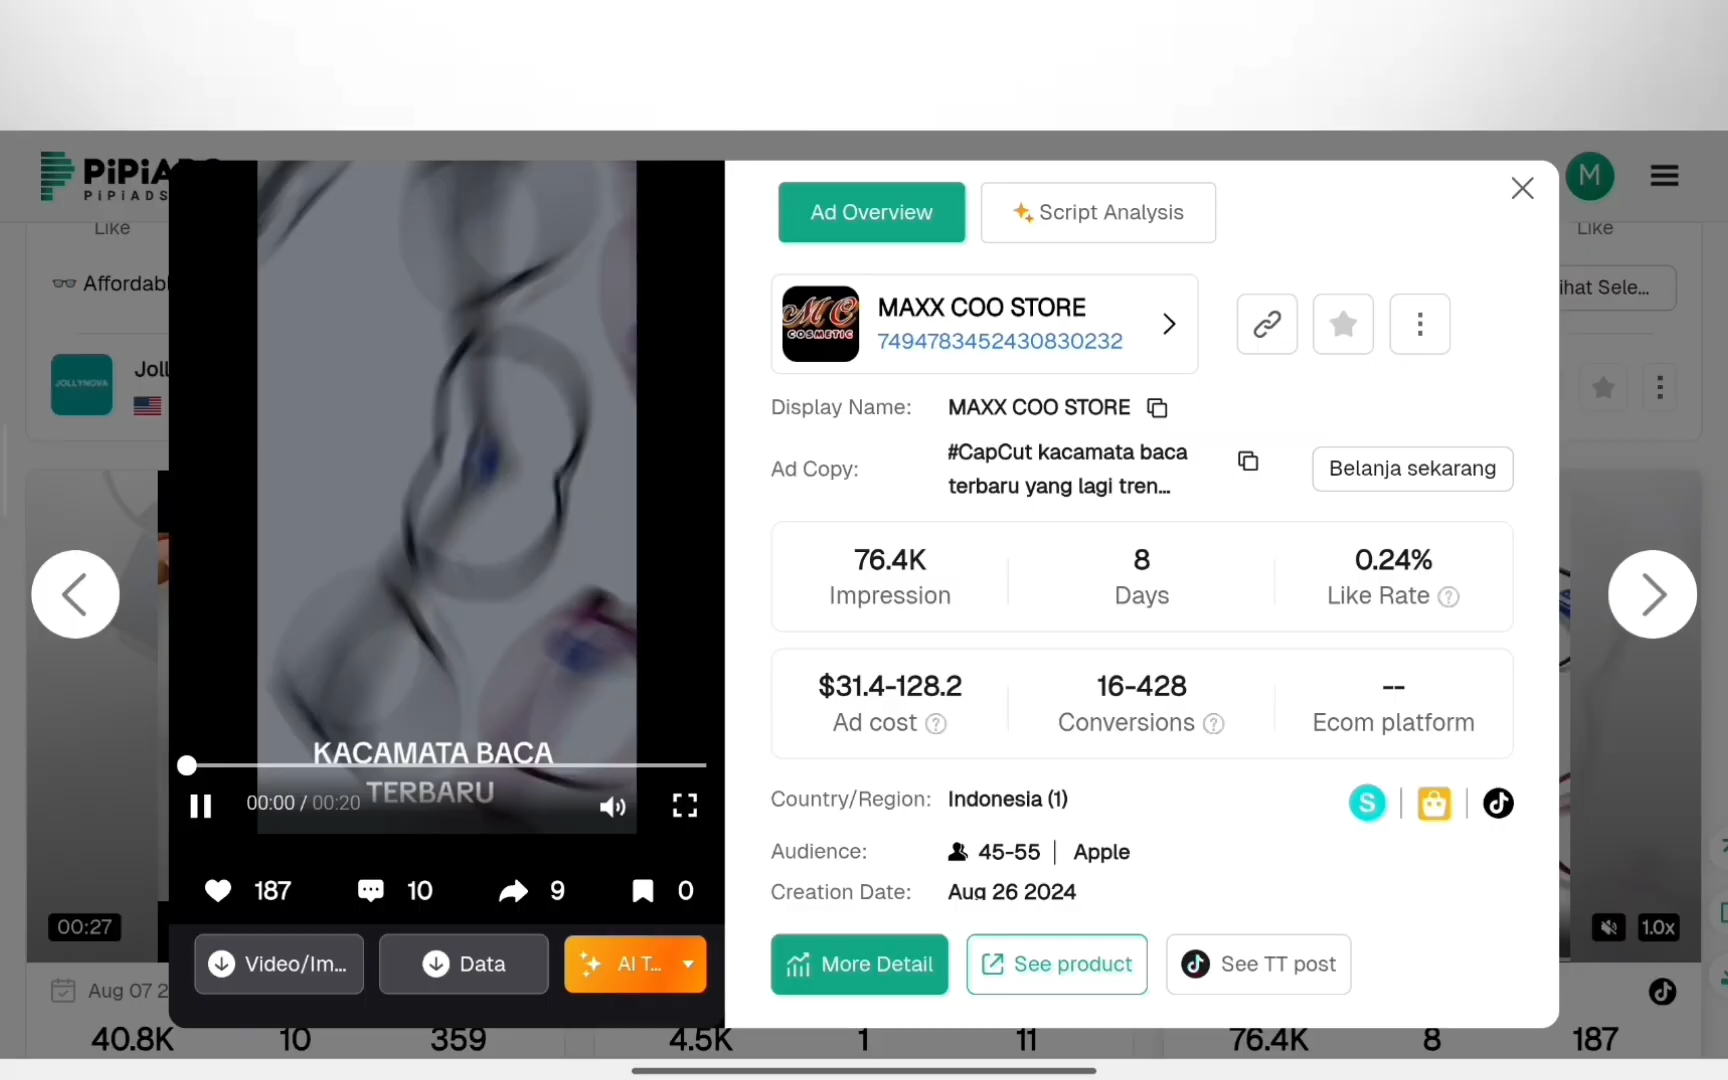 PiPiA
PiPiADS
M
Like
Affordabl
JOLLYNOVA
Joll
00:27
Aug 07 2
40.8K
10
359
KACAMATA BACA
TERBARU
00:00 / 00:20
187
10
9
0
Video/Im...
Data
AI T...
Ad Overview
Script Analysis
MC
COSMETIC
MAXX COO STORE
7494783452430830232
Display Name: MAXX COO STORE
Ad Copy: #CapCut kacamata baca
terbaru yang lagi tren...
Belanja sekarang
76.4K
Impression
8
Days
0.24%
Like Rate ?
$31.4-128.2
Ad cost ?
16-428
Conversions ?
--
Ecom platform
Country/Region: Indonesia (1)
S
Audience: 45-55 | Apple
Creation Date: Aug 26 2024
More Detail
See product
See TT post
Like
ihat Sele...
1.0x
4.5K
1
11
76.4K
8
187